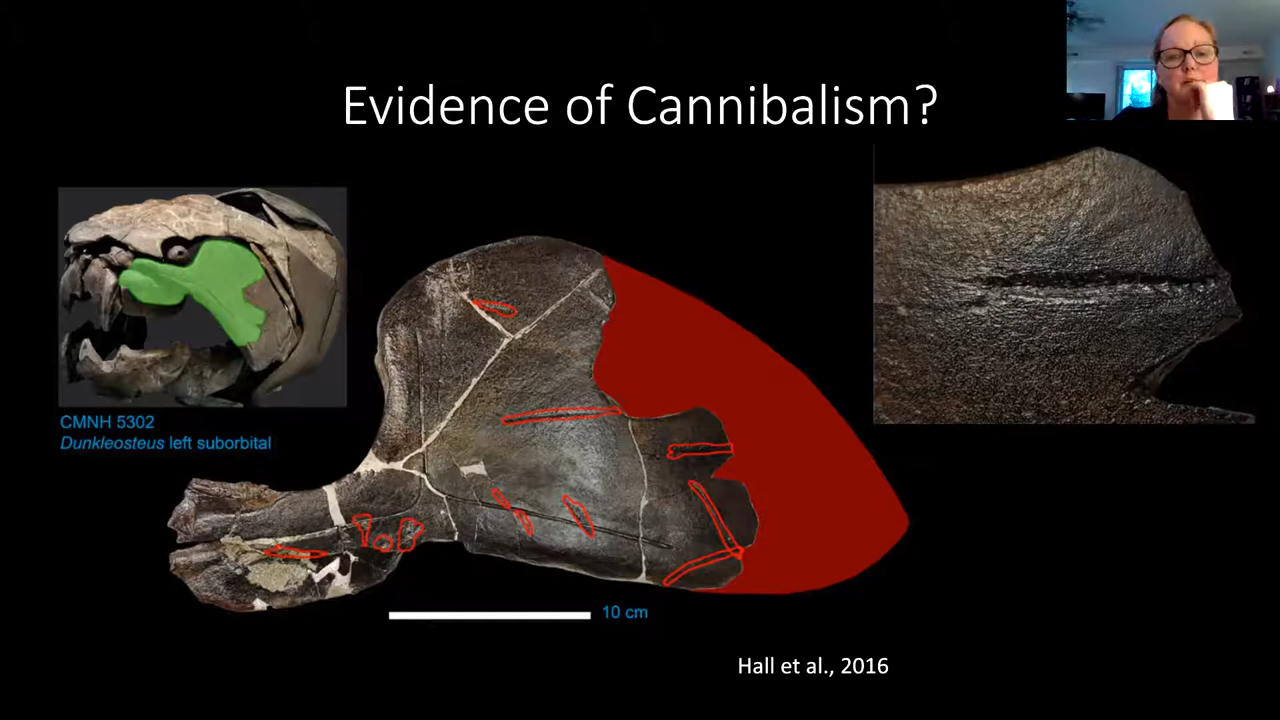 Evidence of Cannibalism?
CMNH 5302
Dunkleosteus left suborbital
10 cm
Hall et al., 2016